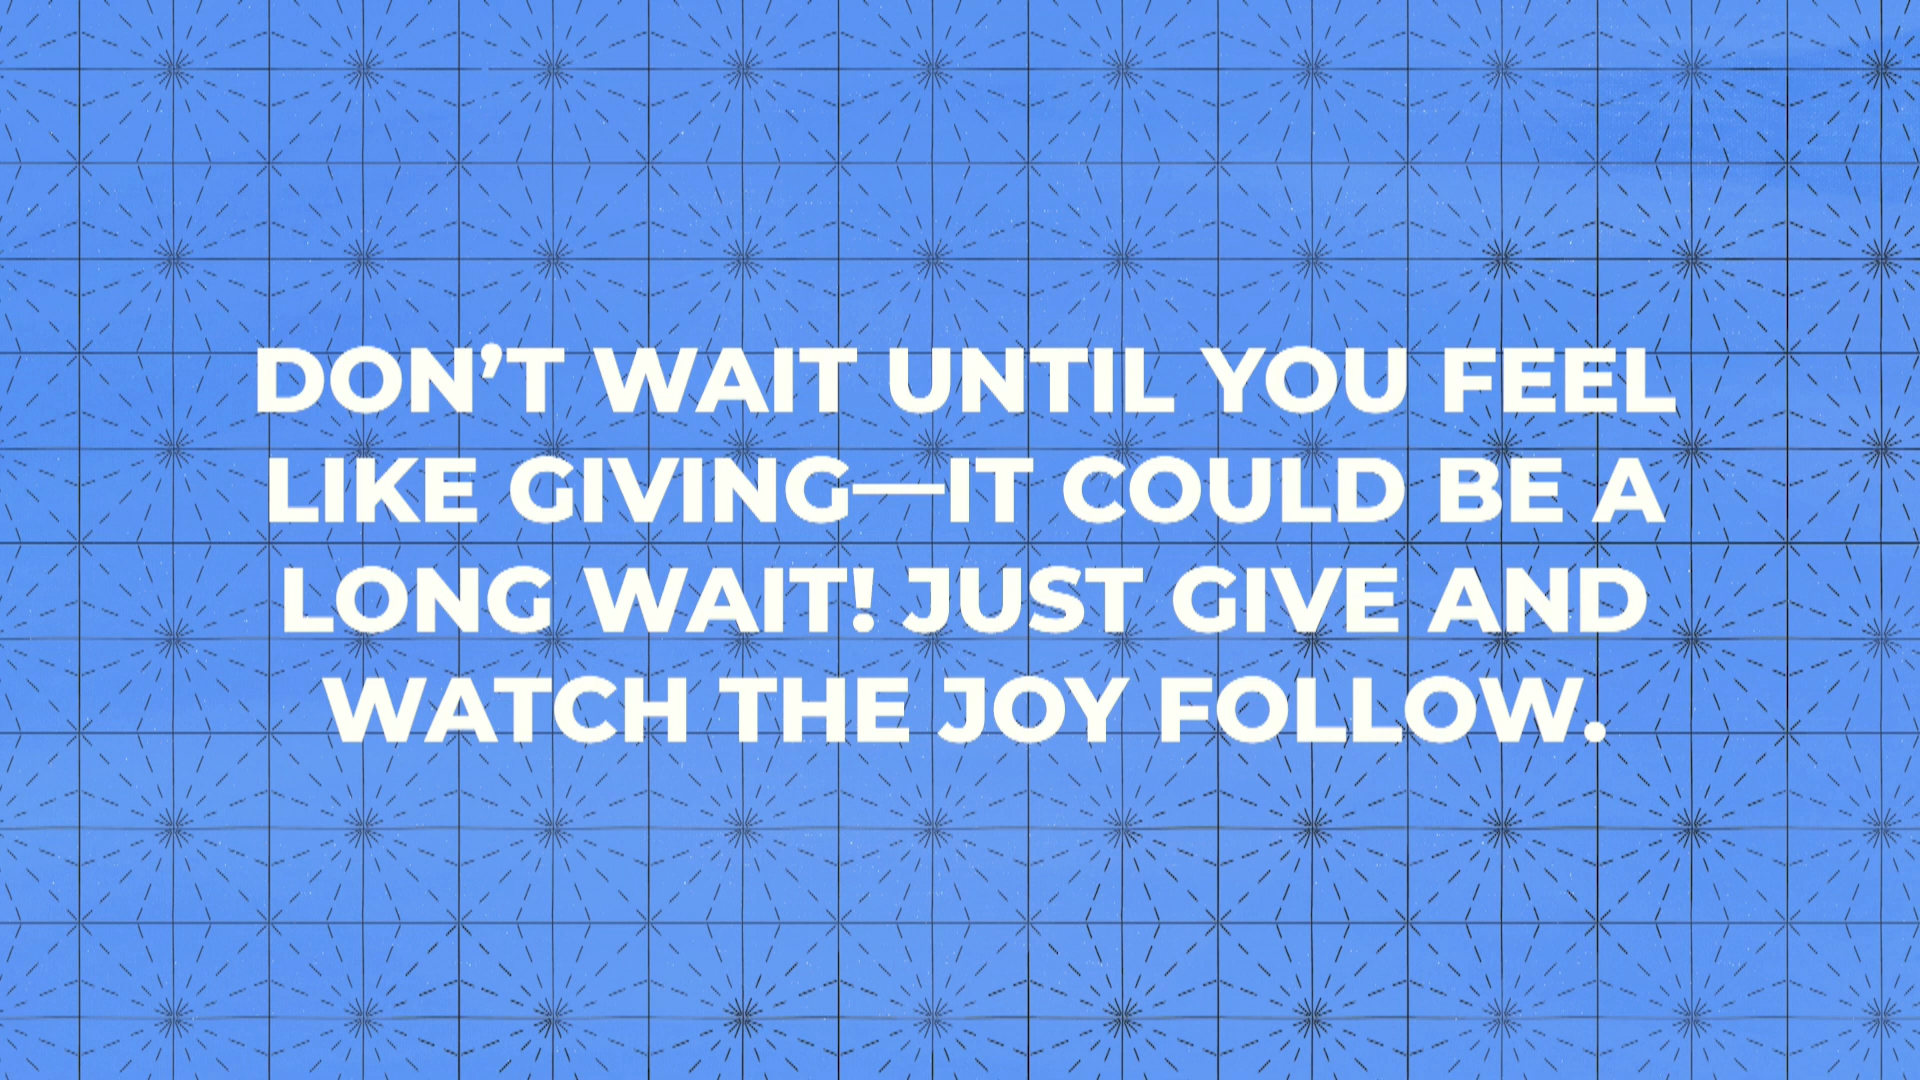 DON’T WAIT UNTIL YOU FEEL
LIKE GIVING—IT COULD BE A
LONG WAIT! JUST GIVE AND
WATCH THE JOY FOLLOW.